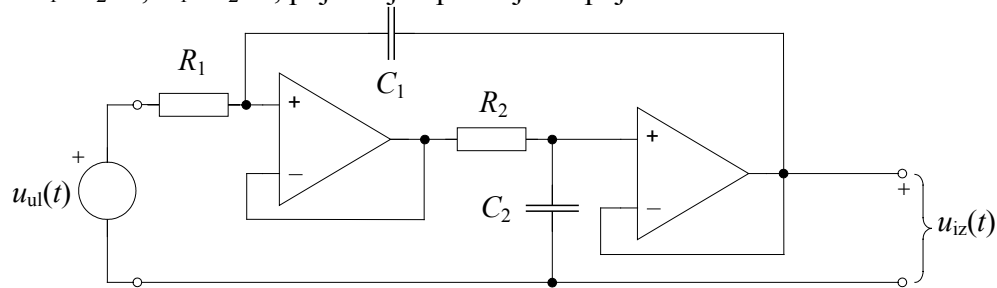 R1
C1
R2
+
−
+
−
C2
+
uul(t)
+
uiz(t)